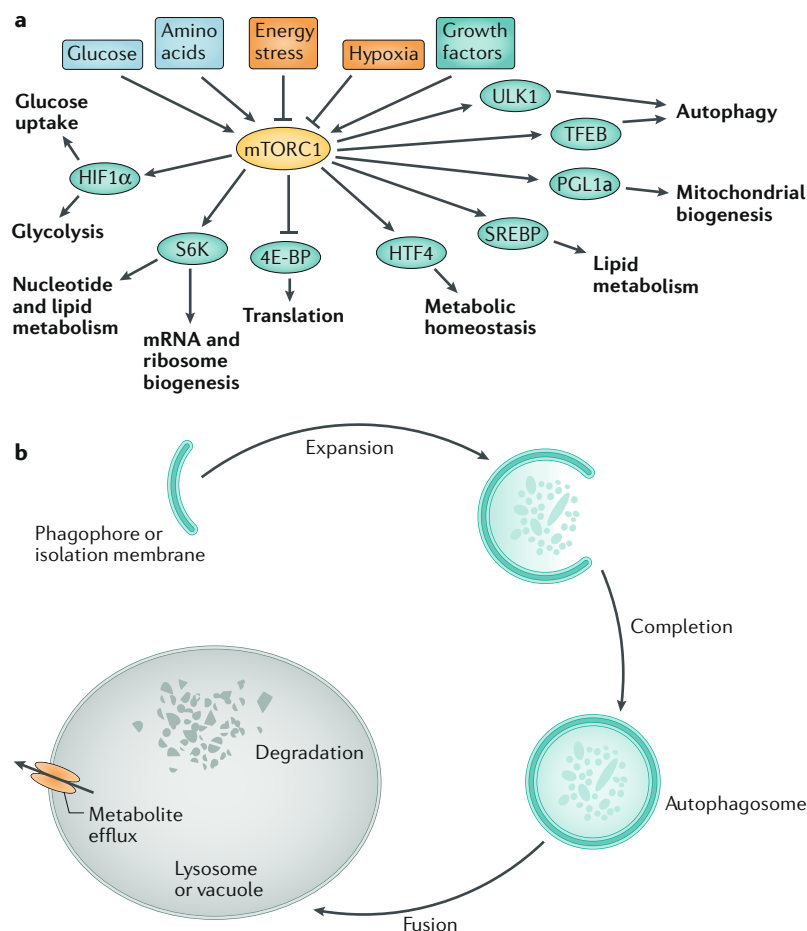 a
Glucose
Amino
acids
Energy
stress
Hypoxia
Growth
factors
mTORC1
ULK1
TFEB
Autophagy
PGL1a
Mitochondrial
biogenesis
SREBP
Lipid
metabolism
HTF4
Metabolic
homeostasis
4E-BP
Translation
S6K
Nucleotide
and lipid
metabolism
mRNA and
ribosome
biogenesis
HIF1α
Glucose
uptake
Glycolysis
b
Phagophore or
isolation membrane
Expansion
Completion
Autophagosome
Fusion
Degradation
Metabolite
efflux
Lysosome
or vacuole